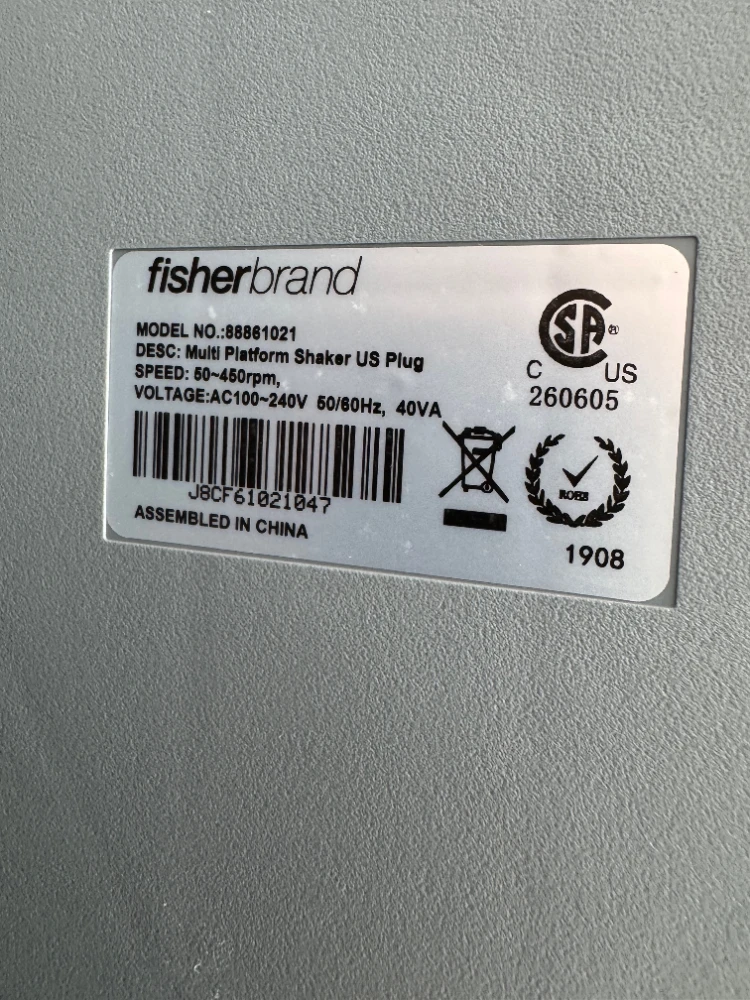 fisherbrand
MODEL NO.:88861021
DESC: Multi Platform Shaker US Plug
SPEED: 50~450rpm,
VOLTAGE:AC100~240V 50/60Hz, 40VA
J8CF61021047
ASSEMBLED IN CHINA
SA®
C US
260605
ROHS
1908